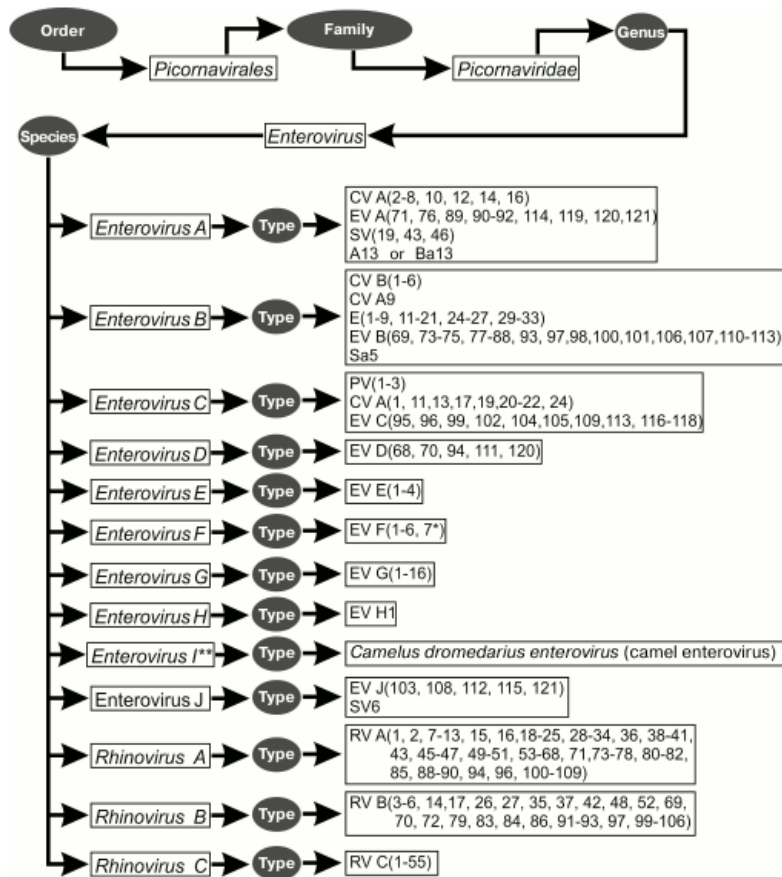 Order
Family
Genus
Picornavirales
Picornaviridae
Species
Enterovirus
Enterovirus A
Type
CV A(2-8, 10, 12, 14, 16)
EV A(71, 76, 89, 90-92, 114, 119, 120,121)
SV(19, 43, 46)
A13 or Ba13
Enterovirus B
Type
CV B(1-6)
CV A9
E(1-9, 11-21, 24-27, 29-33)
EV B(69, 73-75, 77-88, 93, 97,98,100,101,106,107,110-113)
Sa5
Enterovirus C
Type
PV(1-3)
CV A(1, 11,13,17,19,20-22, 24)
EV C(95, 96, 99, 102, 104,105,109,113, 116-118)
Enterovirus D
Type
EV D(68, 70, 94, 111, 120)
Enterovirus E
Type
EV E(1-4)
Enterovirus F
Type
EV F(1-6, 7*)
Enterovirus G
Type
EV G(1-16)
Enterovirus H
Type
EV H1
Enterovirus I**
Type
Camelus dromedarius enterovirus (camel enterovirus)
Enterovirus J
Type
EV J(103, 108, 112, 115, 121)
SV6
Rhinovirus A
Type
RV A(1, 2, 7-13, 15, 16,18-25, 28-34, 36, 38-41,
43, 45-47, 49-51, 53-68, 71,73-78, 80-82,
85, 88-90, 94, 96, 100-109)
Rhinovirus B
Type
RV B(3-6, 14,17, 26, 27, 35, 37, 42, 48, 52, 69,
70, 72, 79, 83, 84, 86, 91-93, 97, 99-106)
Rhinovirus C
Type
RV C(1-55)